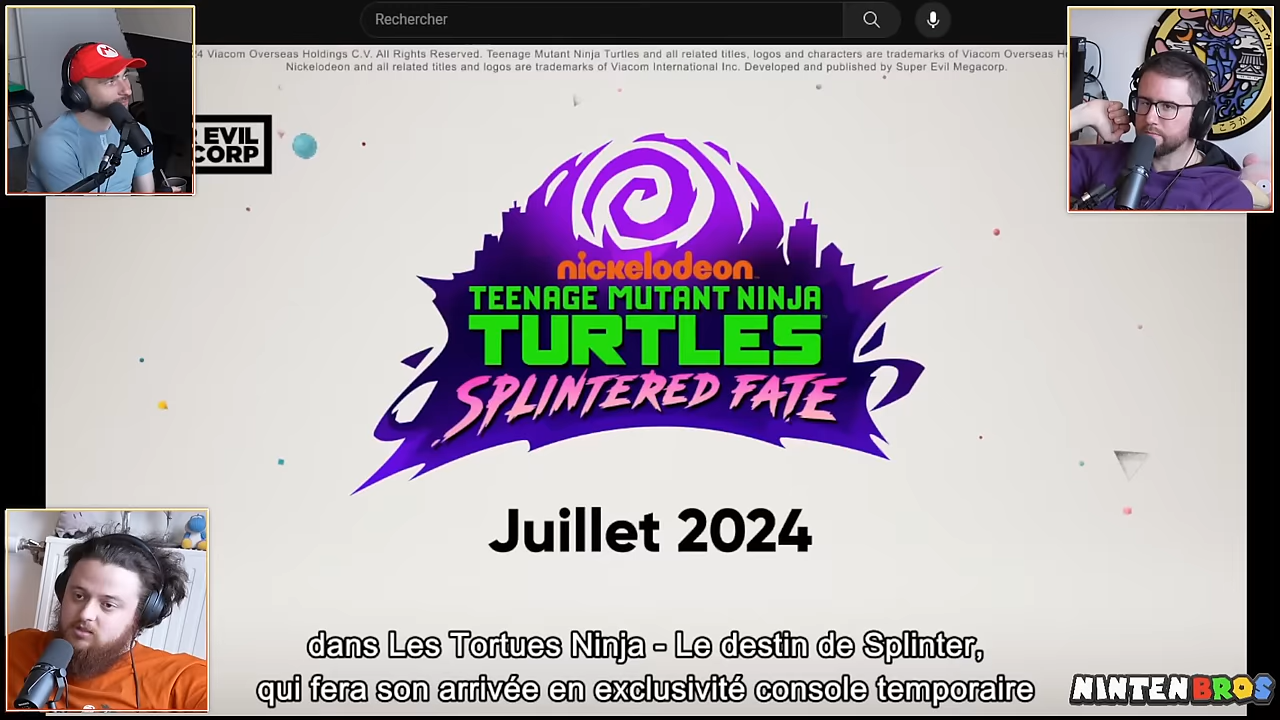 Rechercher
4 Viacom Overseas Holdings C.V. All Rights Reserved. Teenage Mutant Ninja Turtles and all related titles, logos and characters are trademarks of Viacom Overseas
Nickelodeon and all related titles and logos are trademarks of Viacom International Inc. Developed and published by Super Evil Megacorp.
EVIL
CORP
nickelodeon
TEENAGE MUTANT NINJA
TURTLES
SPLINTERED FATE
Juillet 2024
dans Les Tortues Ninja - Le destin de Splinter,
qui fera son arrivée en exclusivité console temporaire
NINTENBROS